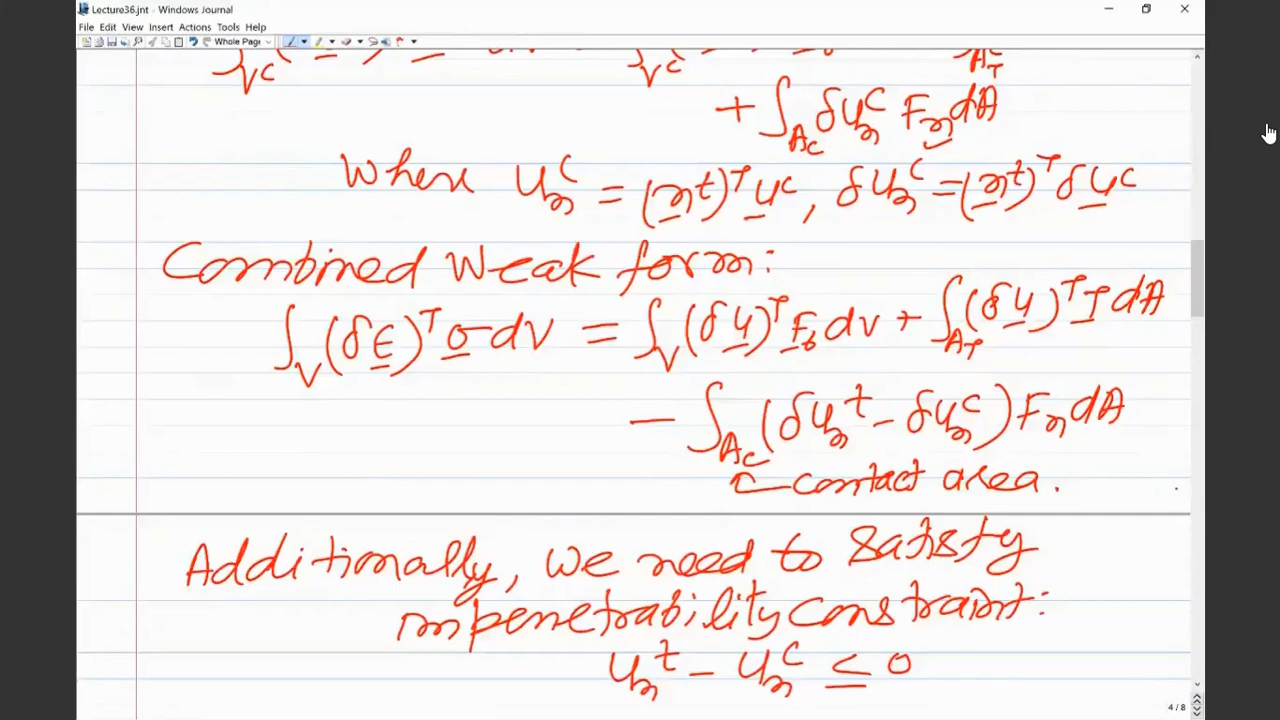 Lecture36.jnt - Windows Journal
File Edit View Insert Actions Tools Help
Whole Page
+ ∫_{A_C} δu_n^C F_n dA
Where u_n^C = (n^t)^T u^C, δu_n^C = (n^t)^T δu^C
Combined Weak form:
∫_V (δε)^T σ dV = ∫_V (δu)^T F_b dV + ∫_{A_T} (δu)^T T dA
- ∫_{A_C} (δu_n^t - δu_n^C) F_n dA
contact area.
Additionally, we need to satisfy
impenetrability constraint:
u_n^t - u_n^C ≤ 0
4 / 8